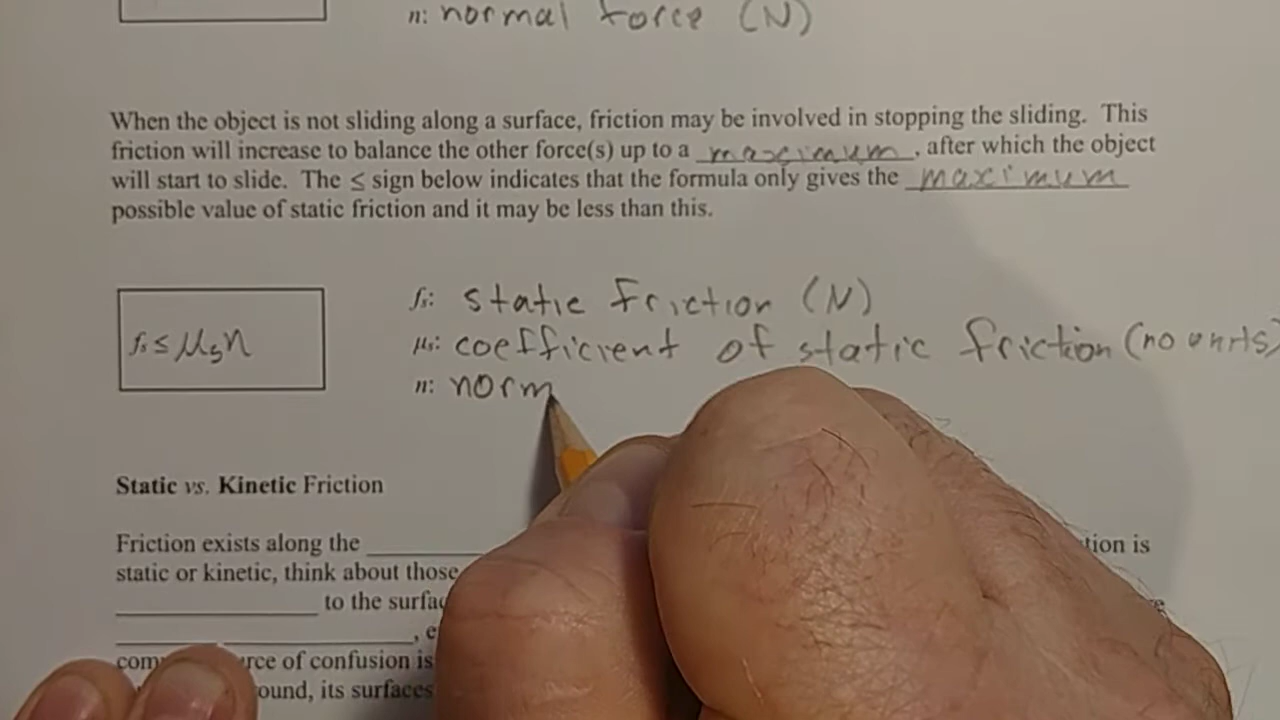 n: normal force (N)
When the object is not sliding along a surface, friction may be involved in stopping the sliding. This
friction will increase to balance the other force(s) up to a maximum, after which the object
will start to slide. The ≤ sign below indicates that the formula only gives the maximum
possible value of static friction and it may be less than this.
fs ≤ μsn
fs: static friction (N)
μs: coefficient of static friction (no units)
n: norm
Static vs. Kinetic Friction
Friction exists along the
static or kinetic, think about those
to the
is